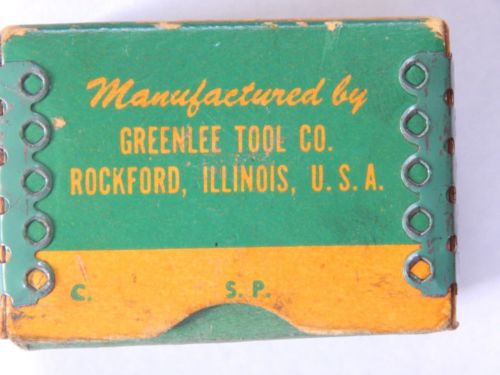 Manufactured by
GREENLEE TOOL CO.
ROCKFORD, ILLINOIS, U. S. A.
C. S. P.